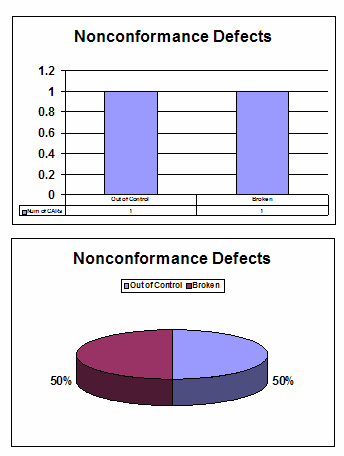 Nonconformance Defects
1.2
1
0.8
0.6
0.4
0.2
0
Out of Control Broken
Num of CARs 1 1
Nonconformance Defects
Out of Control Broken
50% 50%